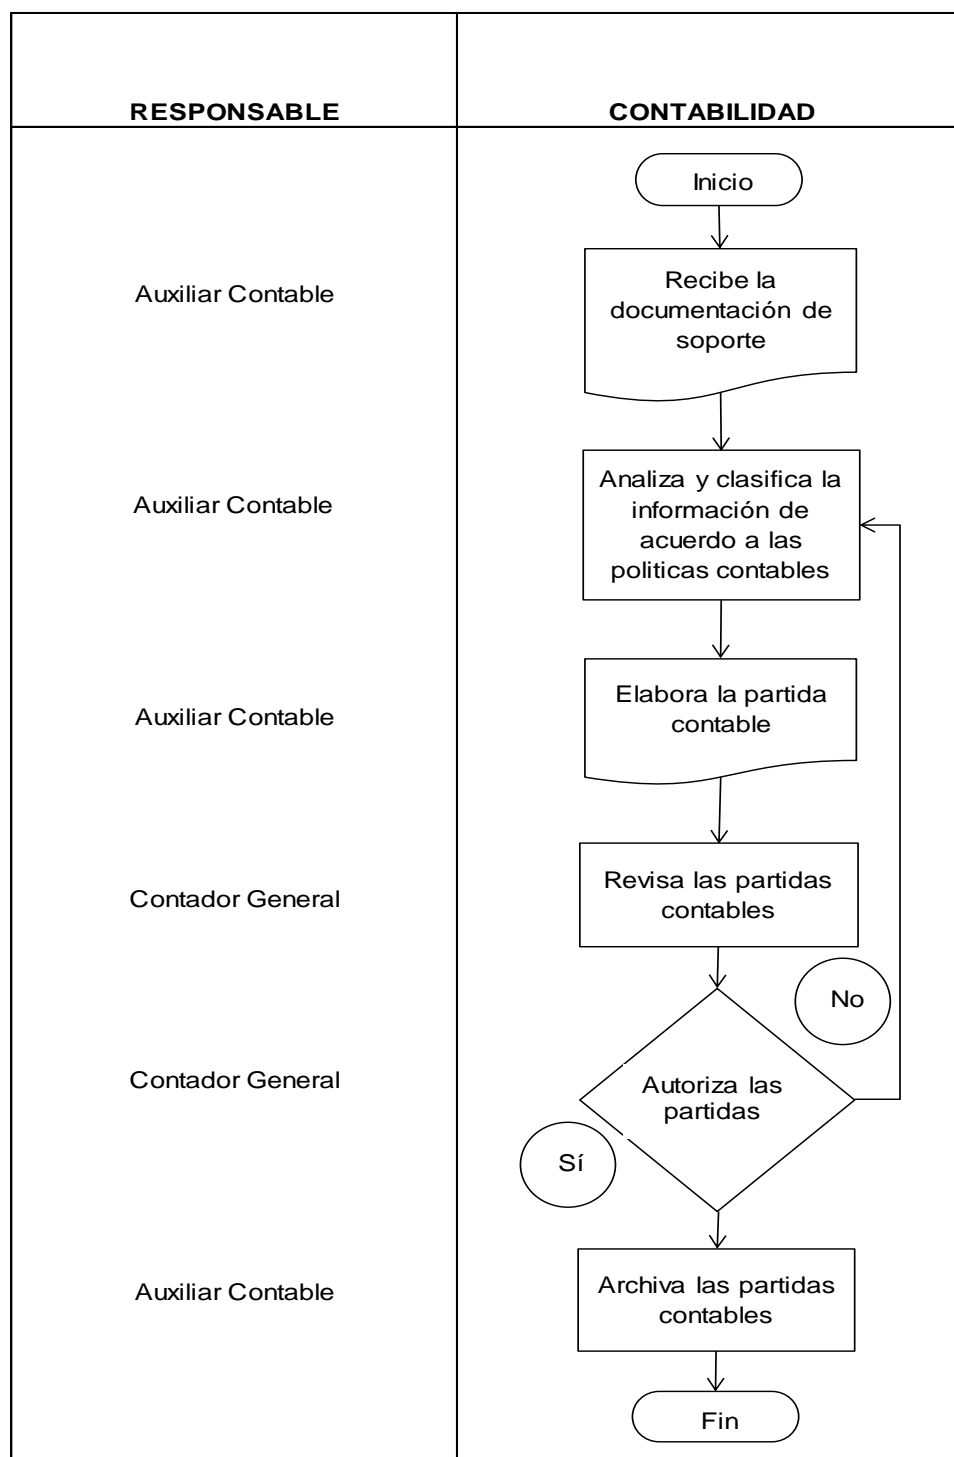 RESPONSABLE
CONTABILIDAD
Inicio
Auxiliar Contable
Recibe la
documentación de
soporte
Auxiliar Contable
Analiza y clasifica la
información de
acuerdo a las
politicas contables
Auxiliar Contable
Elabora la partida
contable
Contador General
Revisa las partidas
contables
No
Contador General
Autoriza las
partidas
Sí
Auxiliar Contable
Archiva las partidas
contables
Fin